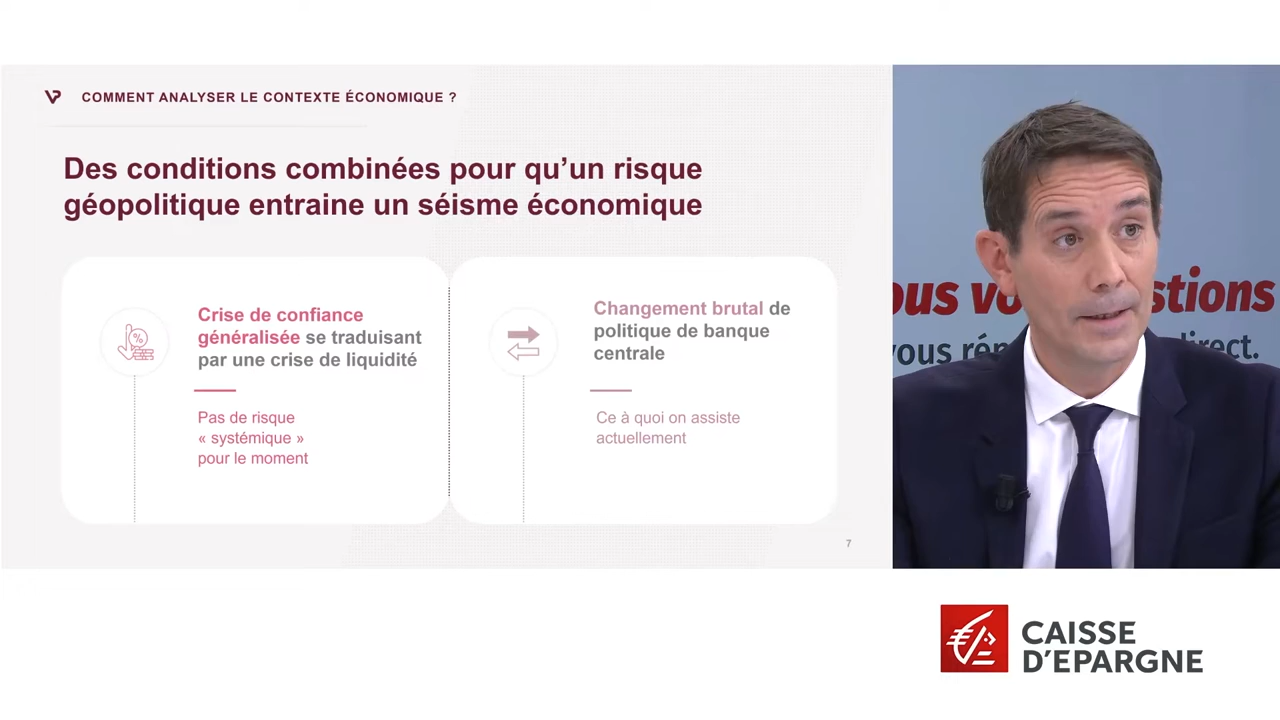 COMMENT ANALYSER LE CONTEXTE ÉCONOMIQUE ?
Des conditions combinées pour qu’un risque
géopolitique entraine un séisme économique
Crise de confiance
généralisée se traduisant
par une crise de liquidité
Pas de risque
« systémique »
pour le moment
Changement brutal de
politique de banque
centrale
Ce à quoi on assiste
actuellement
7
direct.
CAISSE
D'EPARGNE